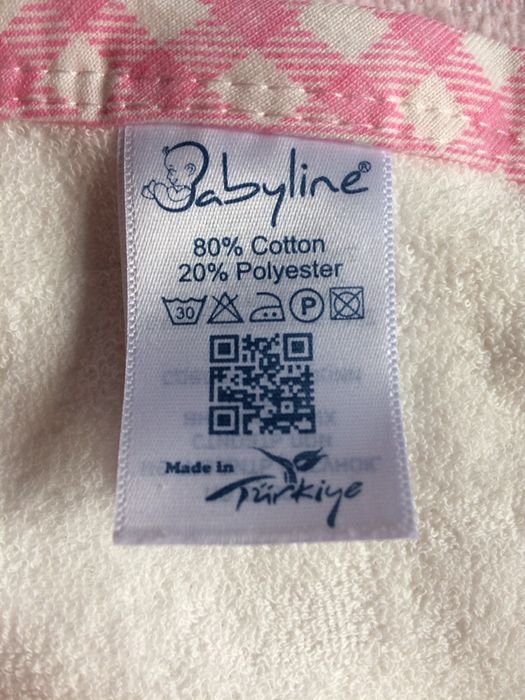 Babyline®
80% Cotton
20% Polyester
30 P
Made in
Türkiye